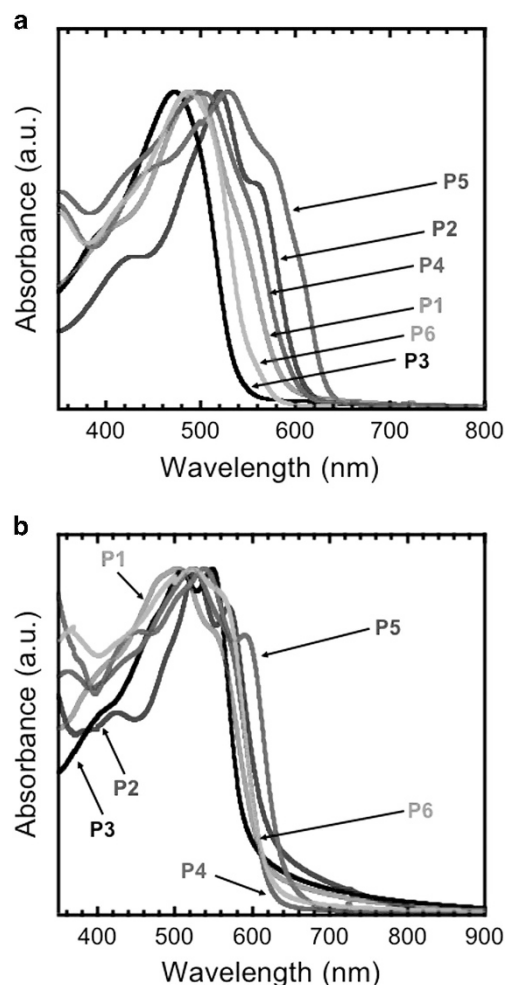 a
Absorbance (a.u.)
P5
P2
P4
P1
P6
P3
400 500 600 700 800
Wavelength (nm)
b
Absorbance (a.u.)
P1
P5
P2
P3
P6
P4
400 500 600 700 800 900
Wavelength (nm)